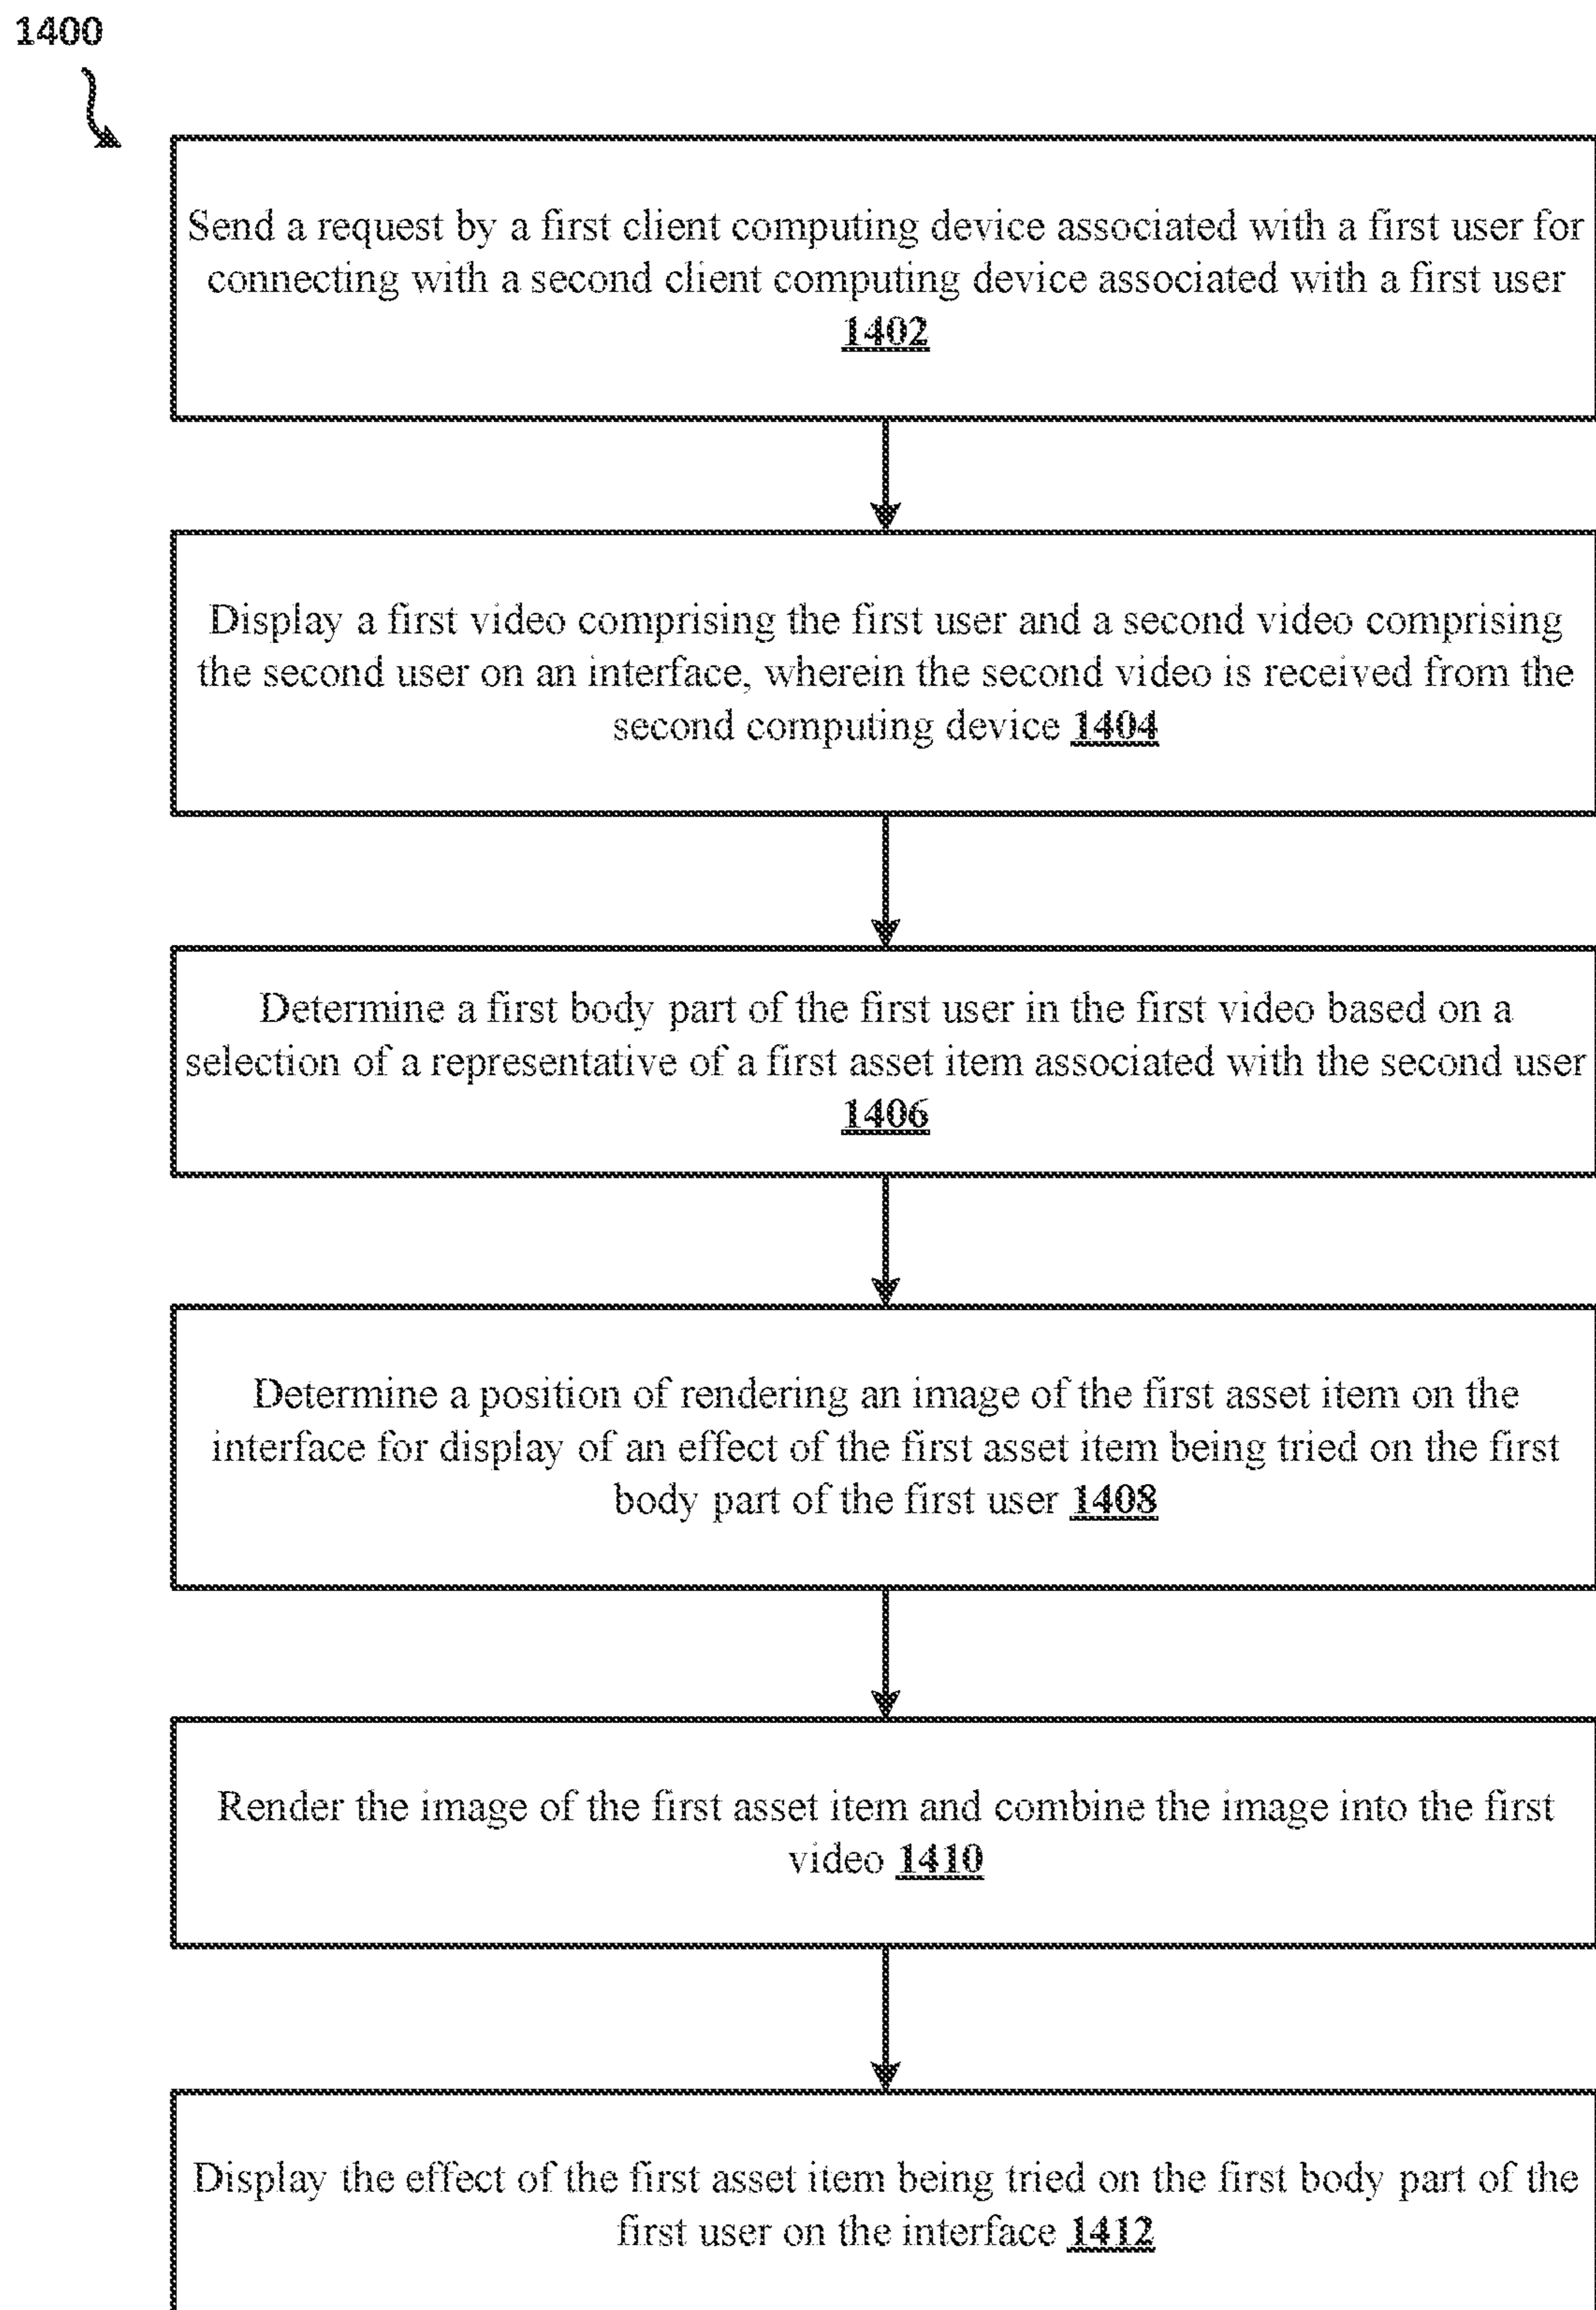 1400
Send a request by a first client computing device associated with a first user for
connecting with a second client computing device associated with a first user
1402
Display a first video comprising the first user and a second video comprising
the second user on an interface, wherein the second video is received from the
second computing device 1404
Determine a first body part of the first user in the first video based on a
selection of a representative of a first asset item associated with the second user
1406
Determine a position of rendering an image of the first asset item on the
interface for display of an effect of the first asset item being tried on the first
body part of the first user 1408
Render the image of the first asset item and combine the image into the first
video 1410
Display the effect of the first asset item being tried on the first body part of the
first user on the interface 1412